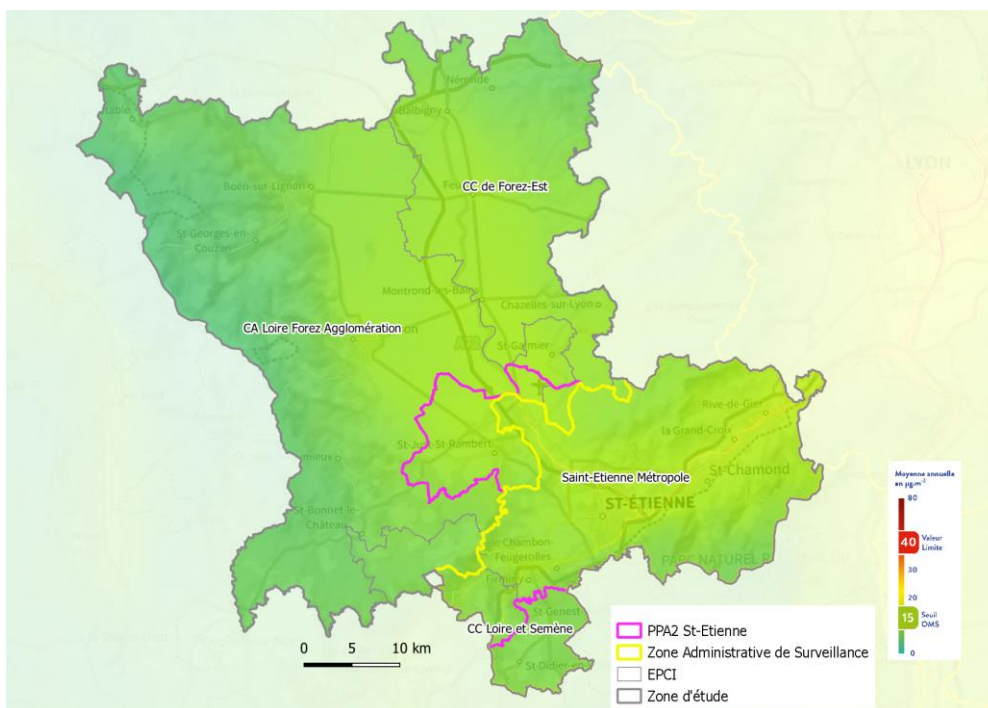 Nérende
Balbigny
LYON
Boën-sur-Lignon
CC de Forez-Est
St-Georges-en-
Couzan
Montrond-les-Bains
Chazelles-sur-Lyon
CA Loire Forez Agglomération
St-Galmier
Rive-de-Gier
la Grand-Croix
St-Just-St-Rambert
St-Chamond
Saint-Etienne Métropole
St-Bonnet-le-
Château
ST-ÉTIENNE
le Chambon-
Feugerolles
PARC NATUREL R
Firminy
St-Genest-
CC Loire et Semène
St-Didier-en-
0 5 10 km
Moyenne annuelle
en µg.m-3
80
40 Valeur
Limite
30
20
15 Seuil
OMS
0
PPA2 St-Etienne
Zone Administrative de Surveillance
EPCI
Zone d'étude